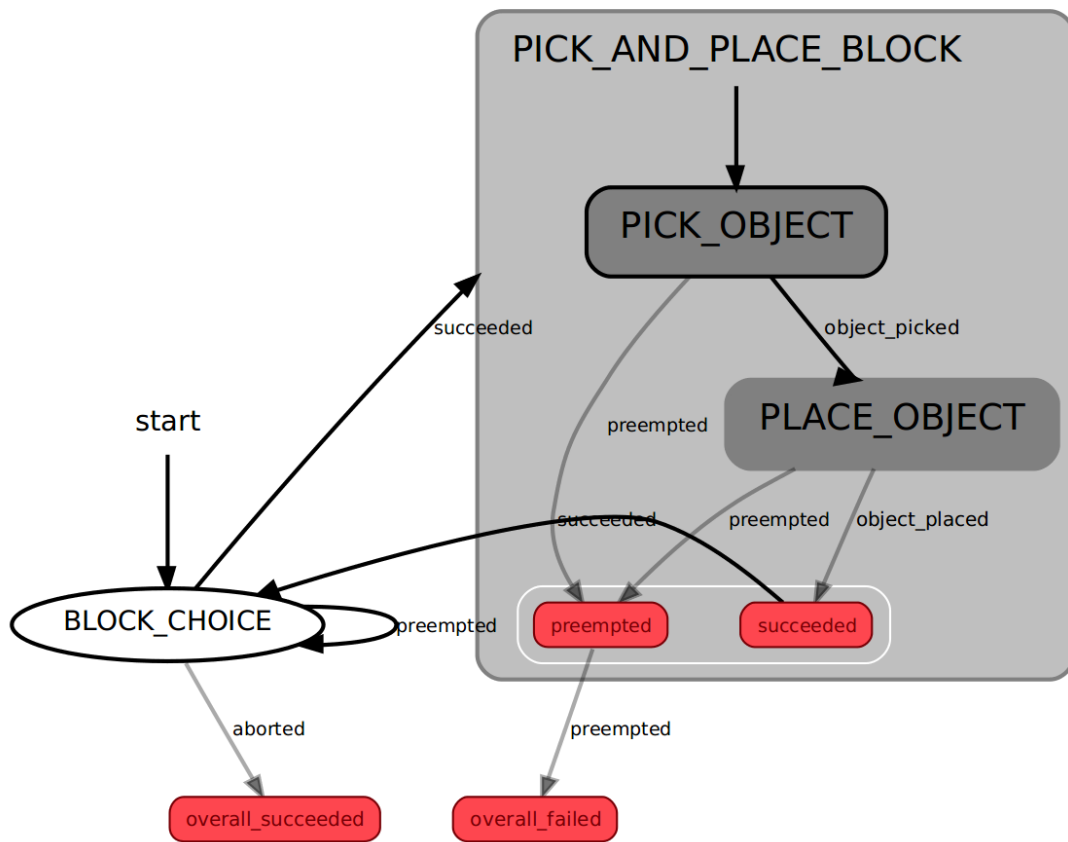 PICK_AND_PLACE_BLOCK
PICK_OBJECT
succeeded
object_picked
start
preempted
PLACE_OBJECT
succeeded
preempted
object_placed
BLOCK_CHOICE
preempted
preempted
succeeded
aborted
preempted
overall_succeeded
overall_failed